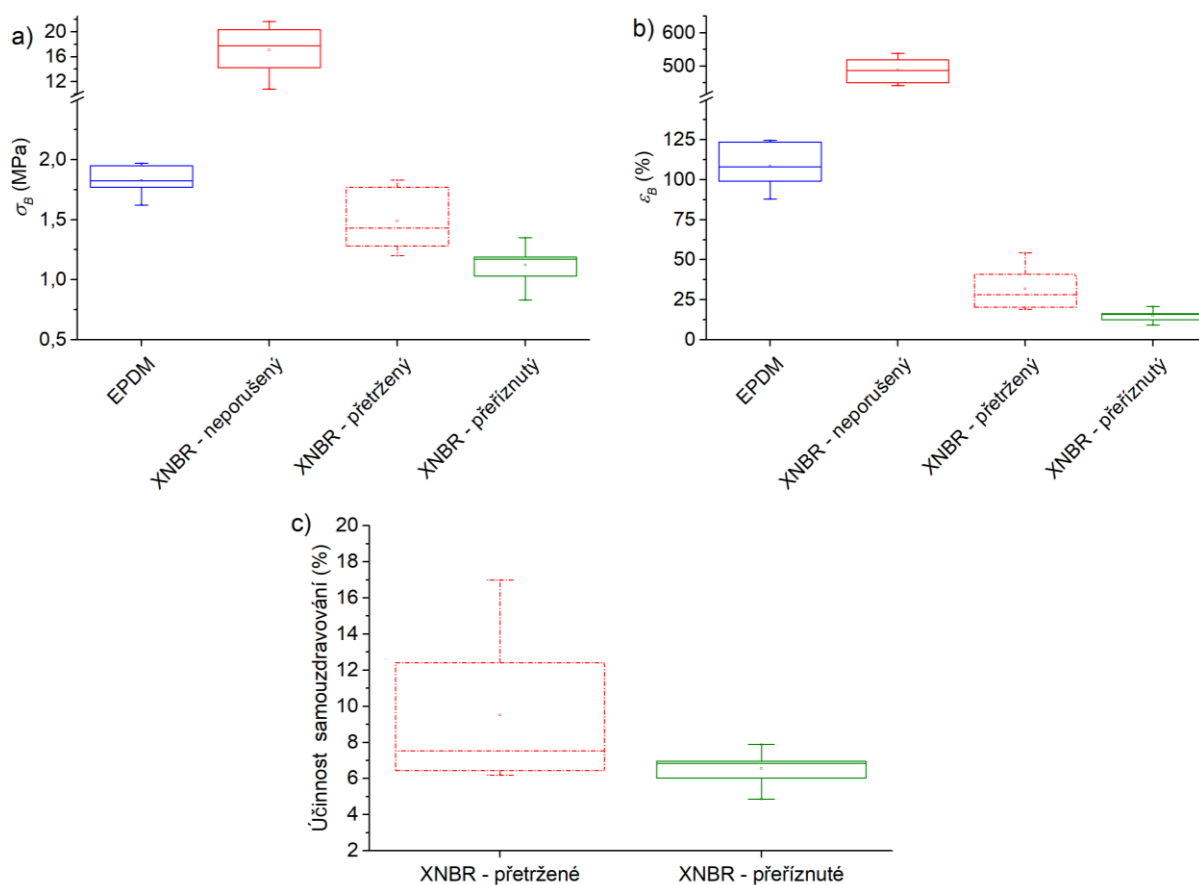 a)
20
16
12
2,0
1,5
1,0
0,5
σB (MPa)
EPDM
XNBR - neporušený
XNBR - přetržený
XNBR - přeříznutý
b)
600
500
125
100
75
50
25
0
εB (%)
EPDM
XNBR - neporušený
XNBR - přetržený
XNBR - přeříznutý
c)
20
18
16
14
12
10
8
6
4
2
Účinnost samouzdravování (%)
XNBR - přetržené
XNBR - přeříznuté